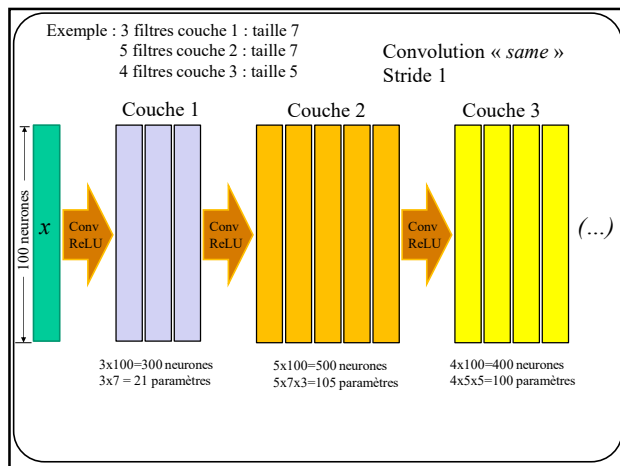 Exemple : 3 filtres couche 1 : taille 7
5 filtres couche 2 : taille 7
4 filtres couche 3 : taille 5
Convolution « same »
Stride 1
Couche 1
Couche 2
Couche 3
100 neurones
x
Conv
ReLU
Conv
ReLU
Conv
ReLU
(...)
3x100=300 neurones
3x7 = 21 paramètres
5x100=500 neurones
5x7x3=105 paramètres
4x100=400 neurones
4x5x5=100 paramètres